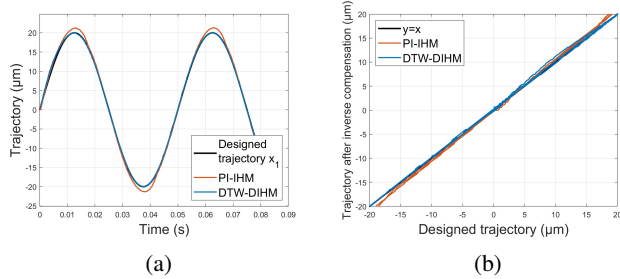 Trajectory (μm)
20
15
10
5
0
-5
-10
-15
-20
-25
0
0.01
0.02
0.03
0.04
0.05
0.06
0.07
0.08
0.09
Time (s)
Designed
trajectory x1
PI-IHM
DTW-DIHM
(a)
Trajectory after inverse compensation (μm)
20
15
10
5
0
-5
-10
-15
-20
-20
-15
-10
-5
0
5
10
15
20
Designed trajectory (μm)
y=x
PI-IHM
DTW-DIHM
(b)